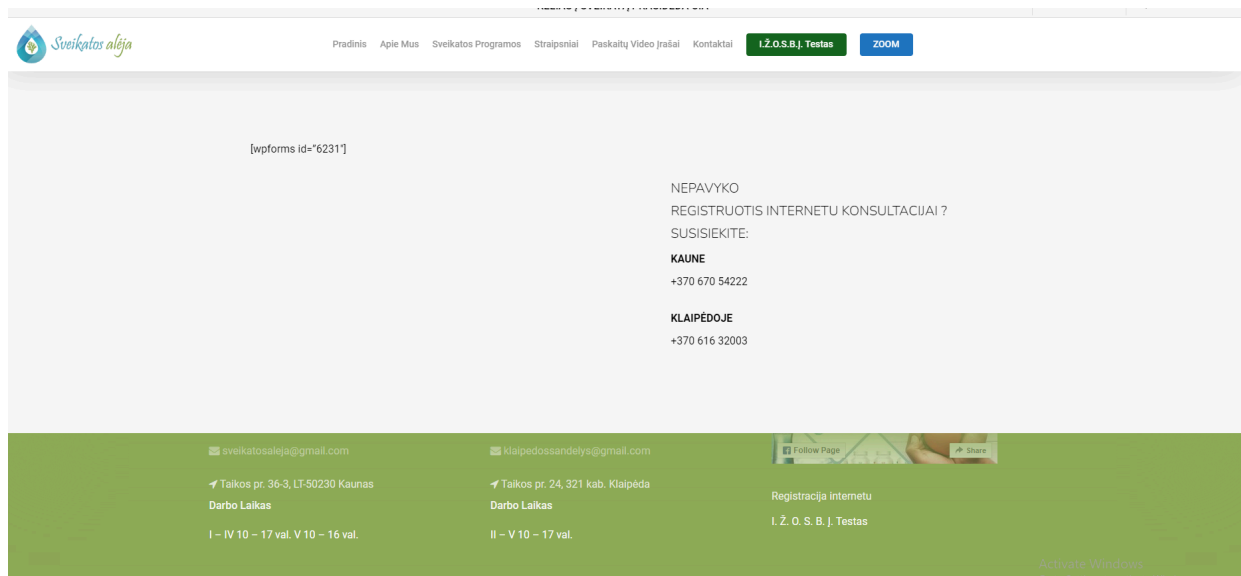 Sveikatos alėja
Pradinis Apie Mus Sveikatos Programos Straipsniai Paskaitų Video Įrašai Kontaktai I.Ž.O.S.B.Į. Testas ZOOM
[wpforms id="6231"]
NEPAVYKO
REGISTRUOTIS INTERNETU KONSULTACIJAI ?
SUSISIEKITE:
KAUNE
+370 670 54222
KLAIPĖDOJE
+370 616 32003
sveikatosaleja@gmail.com
Taikos pr. 36-3, LT-50230 Kaunas
Darbo Laikas
I – IV 10 – 17 val. V 10 – 16 val.
klaipedossandelys@gmail.com
Taikos pr. 24, 321 kab. Klaipėda
Darbo Laikas
II – V 10 – 17 val.
Follow Page Share
Registracija internetu
I. Ž. O. S. B. Į. Testas
Activate Windows